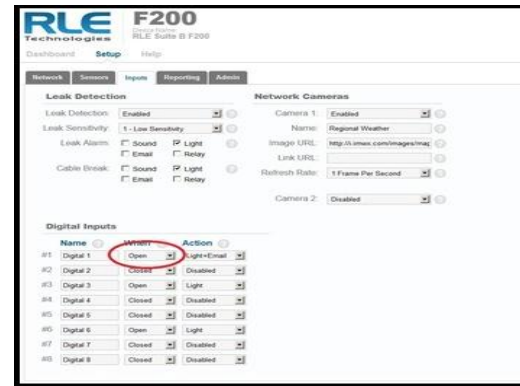 RLE
Technologies
F200
Device Name
RLE Suite B F200
Dashboard Setup Help
Network Sensors Inputs Reporting Admin
Leak Detection
Leak Detection: Enabled
Leak Sensitivity: 1 - Low Sensitivity
Leak Alarm: Sound Light
Email Relay
Cable Break: Sound Light
Email Relay
Network Cameras
Camera 1: Enabled
Name: Regional Weather
Image URL:
Link URL:
Refresh Rate: 1 Frame Per Second
Camera 2: Disabled
Digital Inputs
Name When Action
#1 Digital 1 Open Light+Email
#2 Digital 2 Closed Disabled
#3 Digital 3 Open Light
#4 Digital 4 Closed Disabled
#5 Digital 5 Closed Disabled
#6 Digital 6 Open Light
#7 Digital 7 Closed Disabled
#8 Digital 8 Closed Disabled